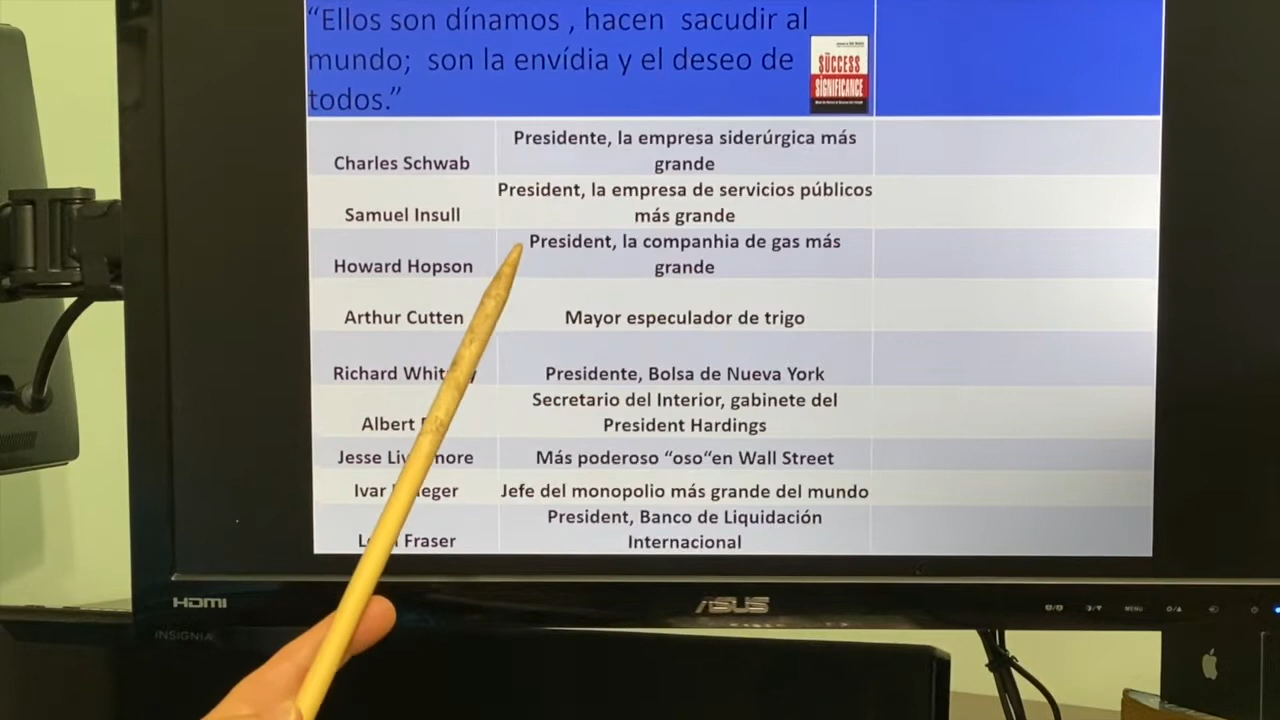 “Ellos son dínamos , hacen sacudir al
mundo; son la envídia y el deseo de
todos.”
SUCCESS
SIGNIFICANCE
Presidente, la empresa siderúrgica más
grande
Charles Schwab
President, la empresa de servicios públicos
más grande
Samuel Insull
President, la companhia de gas más
grande
Howard Hopson
Arthur Cutten
Mayor especulador de trigo
Richard
Presidente, Bolsa de Nueva York
Secretario del Interior, gabinete del
President Hardings
Albert
Jesse
Más poderoso “oso“en Wall Street
Ivar
Jefe del monopolio más grande del mundo
President, Banco de Liquidación
Internacional
Fraser
HDMI
ASUS
MENU
INSIGNIA